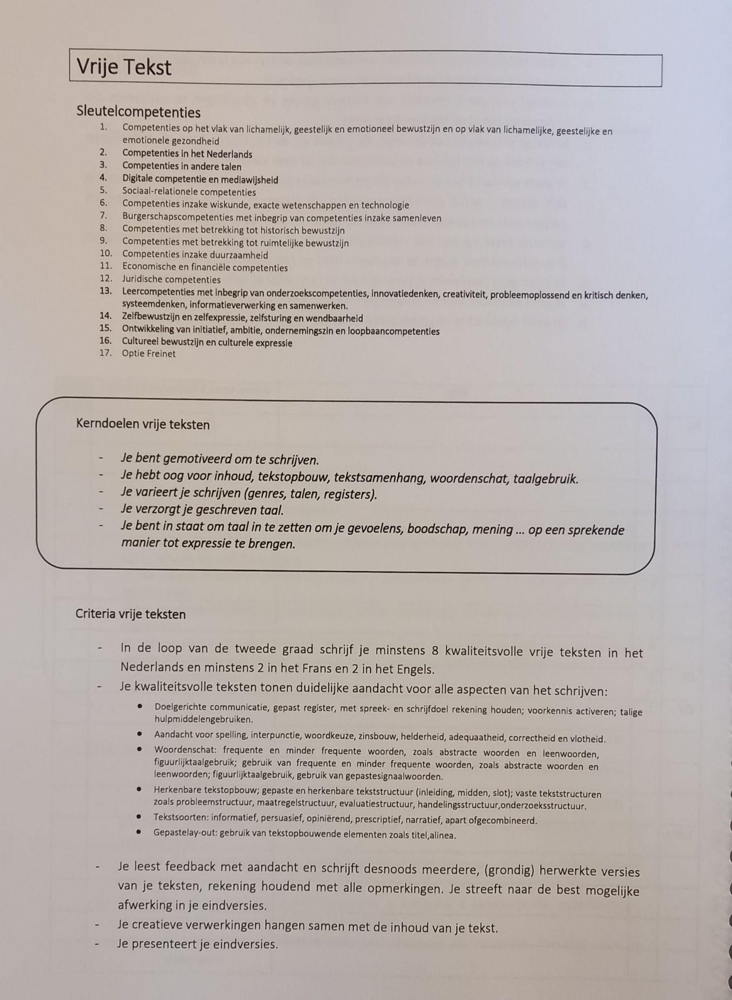 Vrije Tekst
Sleutelcompetenties
1. Competenties op het vlak van lichamelijk, geestelijk en emotioneel bewustzijn en op vlak van lichamelijke, geestelijke en
emotionele gezondheid
2. Competenties in het Nederlands
3. Competenties in andere talen
4. Digitale competentie en mediawijsheid
5. Sociaal-relationele competenties
6. Competenties inzake wiskunde, exacte wetenschappen en technologie
7. Burgerschapscompetenties met inbegrip van competenties inzake samenleven
8. Competenties met betrekking tot historisch bewustzijn
9. Competenties met betrekking tot ruimtelijke bewustzijn
10. Competenties inzake duurzaamheid
11. Economische en financiële competenties
12. Juridische competenties
13. Leercompetenties met inbegrip van onderzoekscompetenties, innovatiedenken, creativiteit, probleemoplossend en kritisch denken,
systeemdenken, informatieverwerking en samenwerken.
14. Zelfbewustzijn en zelfexpressie, zelfsturing en wendbaarheid
15. Ontwikkeling van initiatief, ambitie, ondernemingszin en loopbaancompetenties
16. Cultureel bewustzijn en culturele expressie
17. Optie Freinet
Kerndoelen vrije teksten
- Je bent gemotiveerd om te schrijven.
- Je hebt oog voor inhoud, tekstopbouw, tekstsamenhang, woordenschat, taalgebruik.
- Je varieert je schrijven (genres, talen, registers).
- Je verzorgt je geschreven taal.
- Je bent in staat om taal in te zetten om je gevoelens, boodschap, mening ... op een sprekende
manier tot expressie te brengen.
Criteria vrije teksten
- In de loop van de tweede graad schrijf je minstens 8 kwaliteitsvolle vrije teksten in het
Nederlands en minstens 2 in het Frans en 2 in het Engels.
- Je kwaliteitsvolle teksten tonen duidelijke aandacht voor alle aspecten van het schrijven:
• Doelgerichte communicatie, gepast register, met spreek- en schrijfdoel rekening houden; voorkennis activeren; talige
hulpmiddelengebruiken.
• Aandacht voor spelling, interpunctie, woordkeuze, zinsbouw, helderheid, adequaatheid, correctheid en vlotheid.
• Woordenschat: frequente en minder frequente woorden, zoals abstracte woorden en leenwoorden,
figuurlijktaalgebruik; gebruik van frequente en minder frequente woorden, zoals abstracte woorden en
leenwoorden; figuurlijktaalgebruik, gebruik van gepastesignaalwoorden.
• Herkenbare tekstopbouw; gepaste en herkenbare tekststructuur (inleiding, midden, slot); vaste tekststructuren
zoals probleemstructuur, maatregelstructuur, evaluatiestructuur, handelingsstructuur,onderzoeksstructuur.
• Tekstsoorten: informatief, persuasief, opiniërend, prescriptief, narratief, apart ofgecombineerd.
• Gepastelay-out: gebruik van tekstopbouwende elementen zoals titel,alinea.
- Je leest feedback met aandacht en schrijft desnoods meerdere, (grondig) herwerkte versies
van je teksten, rekening houdend met alle opmerkingen. Je streeft naar de best mogelijke
afwerking in je eindversies.
- Je creatieve verwerkingen hangen samen met de inhoud van je tekst.
- Je presenteert je eindversies.